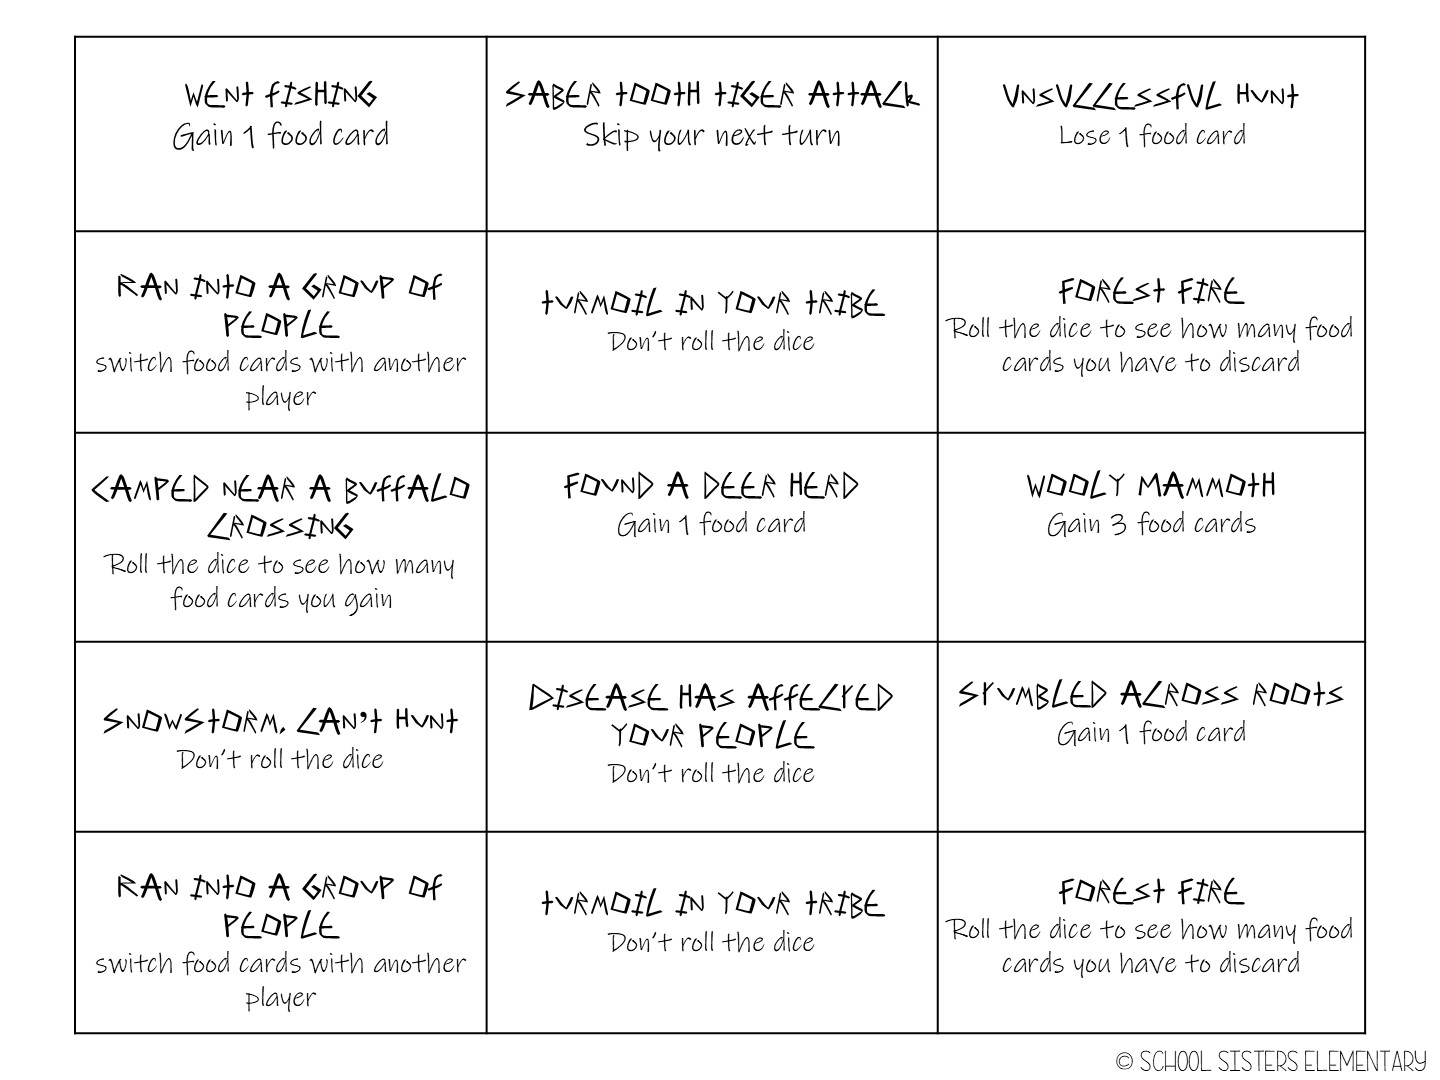 WENT FISHING
Gain 1 food card
SABER TOOTH TIGER ATTACK
Skip your next turn
UNSUCCESSFUL HUNT
Lose 1 food card
RAN INTO A GROUP OF
PEOPLE
switch food cards with another
player
TURMOIL IN YOUR TRIBE
Don't roll the dice
FOREST FIRE
Roll the dice to see how many food
cards you have to discard
CAMPED NEAR A BUFFALO
CROSSING
Roll the dice to see how many
food cards you gain
FOUND A DEER HERD
Gain 1 food card
WOOLY MAMMOTH
Gain 3 food cards
SNOWSTORM, CAN'T HUNT
Don't roll the dice
DISEASE HAS AFFECTED
YOUR PEOPLE
Don't roll the dice
STUMBLED ACROSS ROOTS
Gain 1 food card
RAN INTO A GROUP OF
PEOPLE
switch food cards with another
player
TURMOIL IN YOUR TRIBE
Don't roll the dice
FOREST FIRE
Roll the dice to see how many food
cards you have to discard
© SCHOOL SISTERS ELEMENTARY